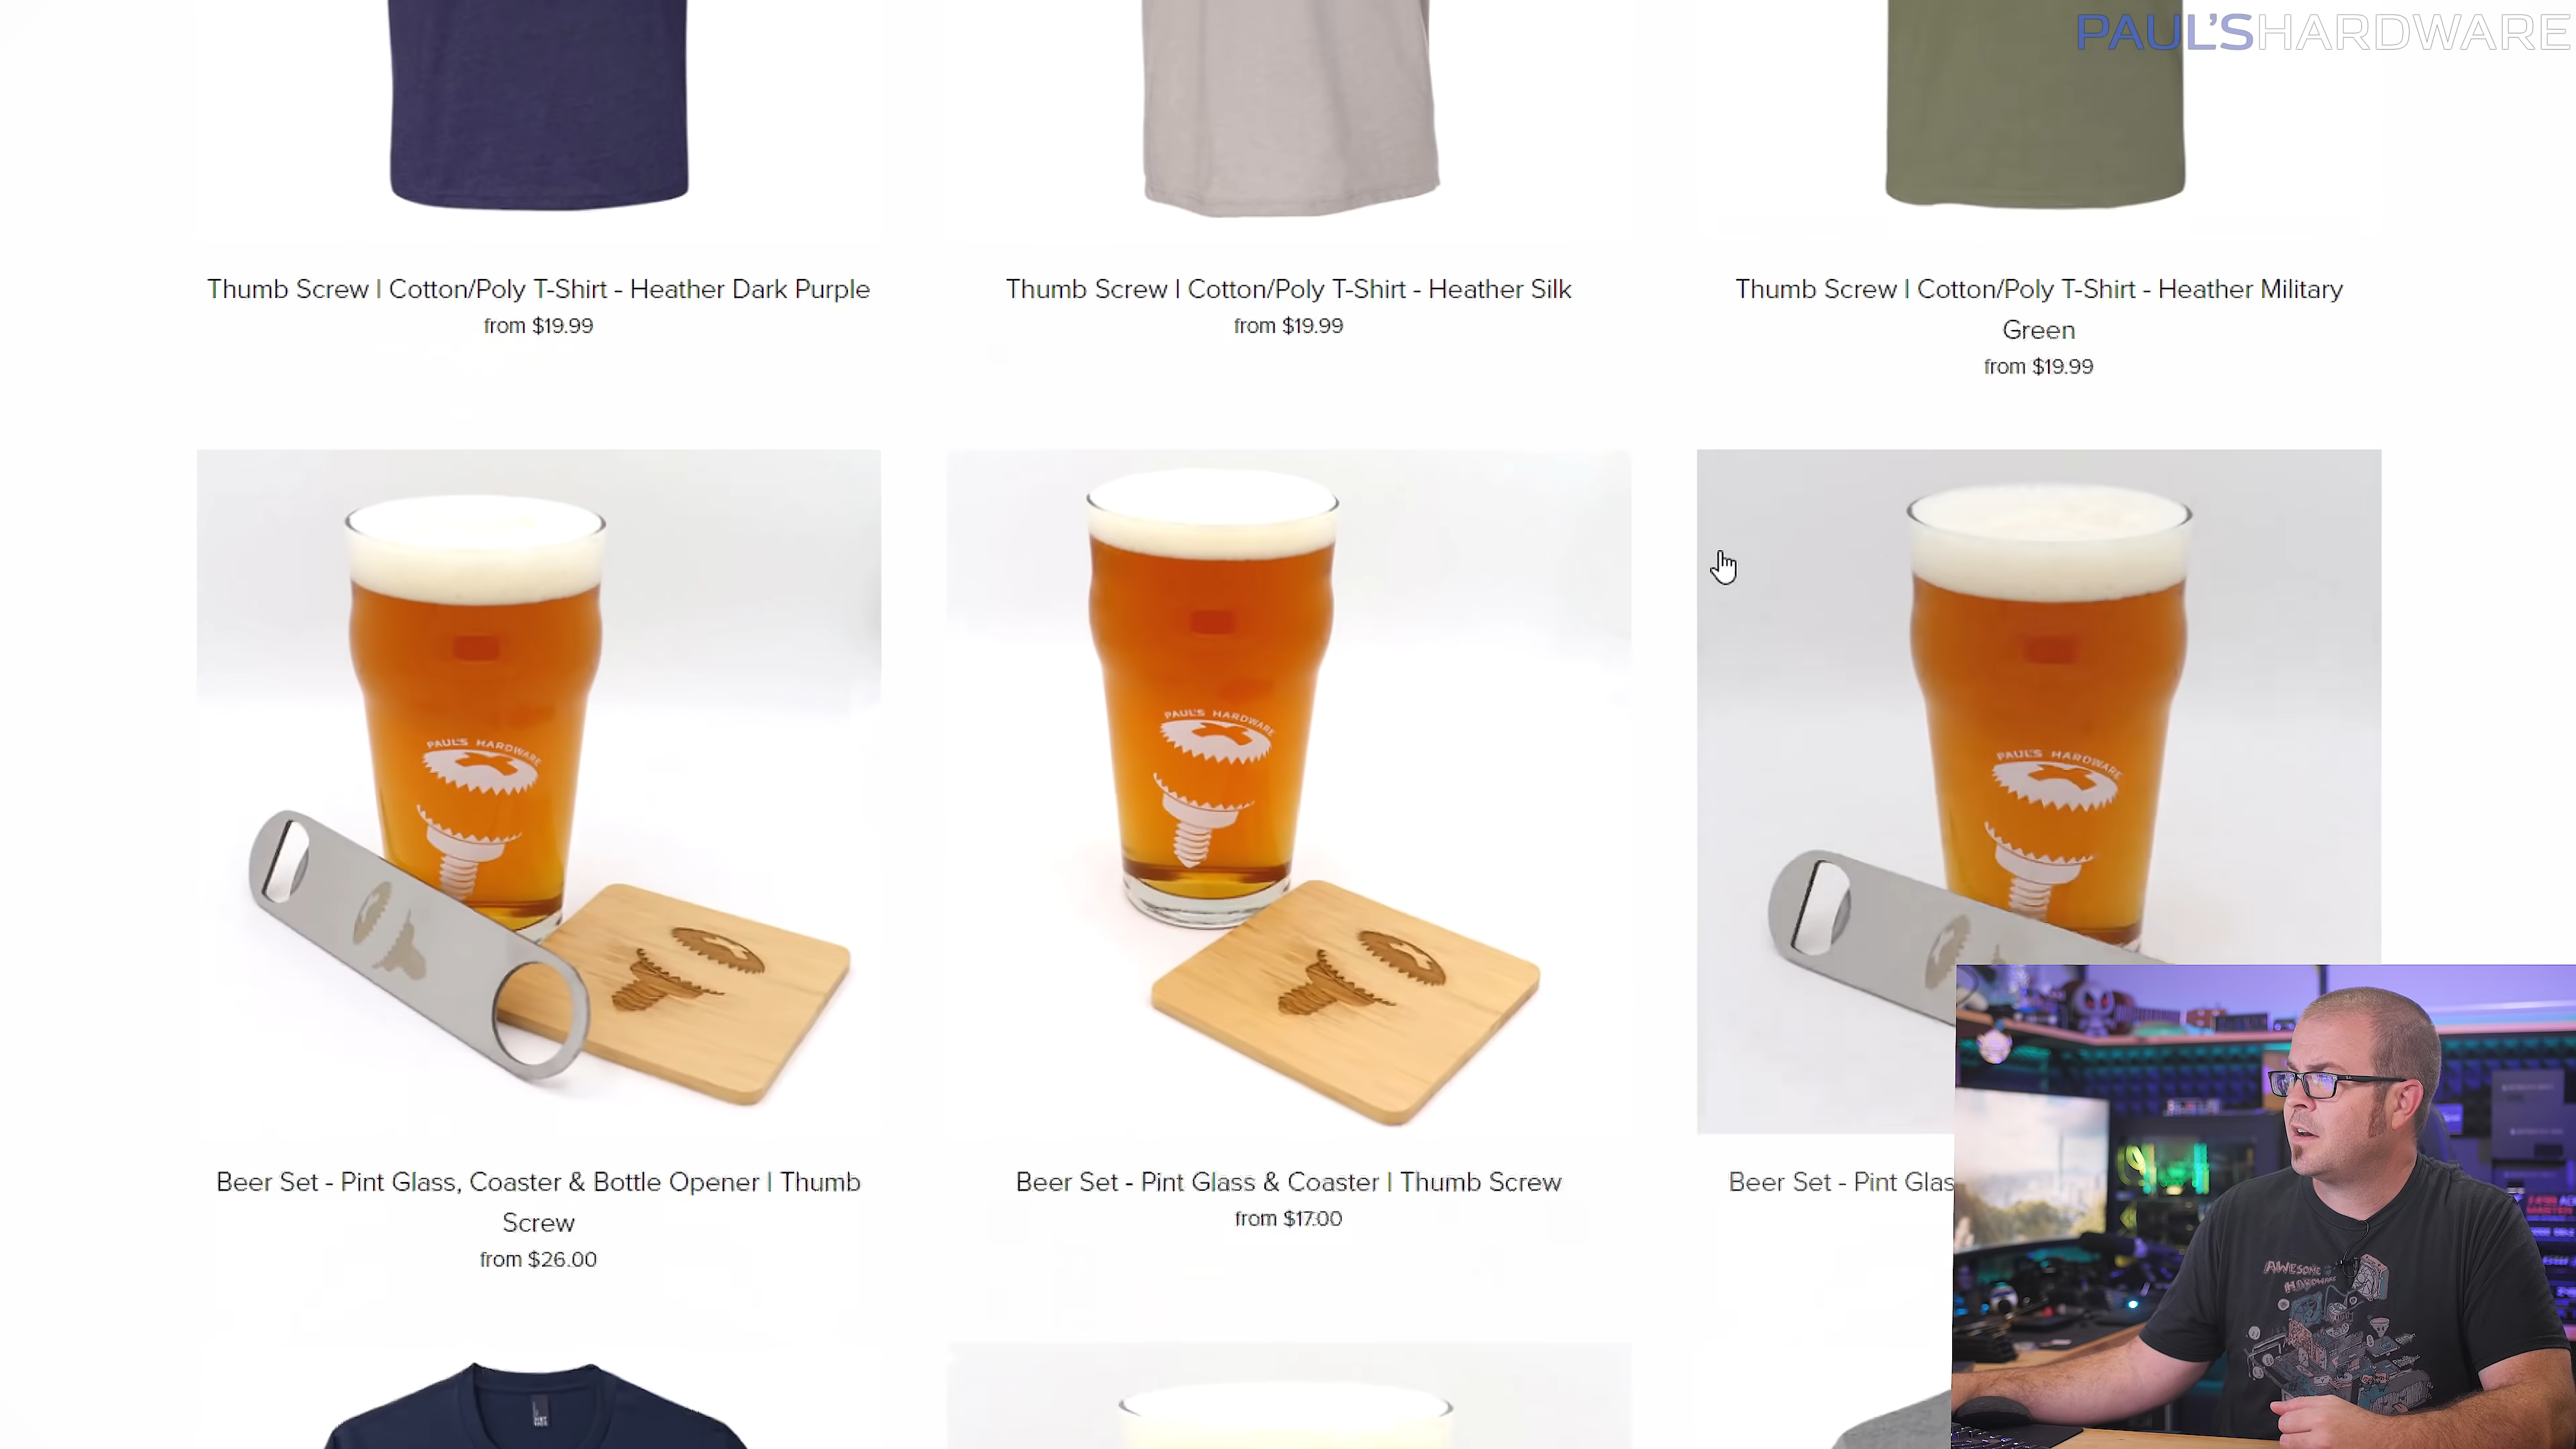 PAUL'SHARDWARE
Thumb Screw | Cotton/Poly T-Shirt - Heather Dark Purple
from $19.99
Thumb Screw | Cotton/Poly T-Shirt - Heather Silk
from $19.99
Thumb Screw | Cotton/Poly T-Shirt - Heather Military
Green
from $19.99
PAUL'S HARDWARE
PAUL'S HARDWARE
PAUL'S HARDWARE
Beer Set - Pint Glass, Coaster & Bottle Opener | Thumb
Screw
from $26.00
Beer Set - Pint Glass & Coaster | Thumb Screw
from $17.00
Beer Set - Pint Glas
AWESOME
HARDWARE